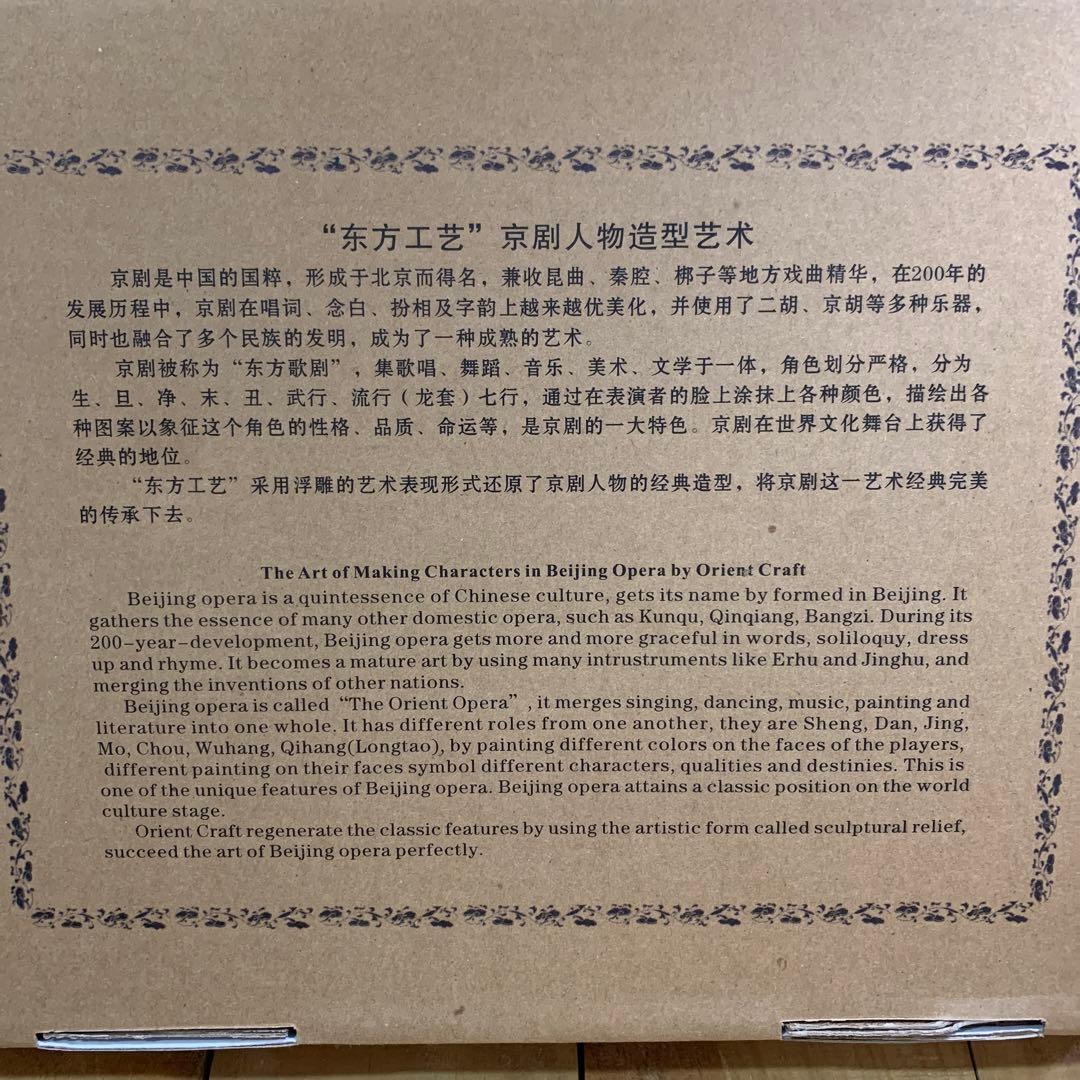 “东方工艺”京剧人物造型艺术
京剧是中国的国粹，形成于北京而得名，兼收昆曲、秦腔、梆子等地方戏曲精华，在200年的
发展历程中，京剧在唱词、念白、扮相及字韵上越来越优美化，并使用了二胡、京胡等多种乐器，
同时也融合了多个民族的发明，成为了一种成熟的艺术。
京剧被称为“东方歌剧”，集歌唱、舞蹈、音乐、美术、文学于一体，角色划分严格，分为
生、旦、净、末、丑、武行、流行（龙套）七行，通过在表演者的脸上涂抹上各种颜色，描绘出各
种图案以象征这个角色的性格、品质、命运等，是京剧的一大特色。京剧在世界文化舞台上获得了
经典的地位。
“东方工艺”采用浮雕的艺术表现形式还原了京剧人物的经典造型，将京剧这一艺术经典完美
的传承下去。
The Art of Making Characters in Beijing Opera by Orient Craft
Beijing opera is a quintessence of Chinese culture, gets its name by formed in Beijing. It
gathers the essence of many other domestic opera, such as Kunqu, Qinqiang, Bangzi. During its
200-year-development, Beijing opera gets more and more graceful in words, soliloquy, dress
up and rhyme. It becomes a mature art by using many intrustruments like Erhu and Jinghu, and
merging the inventions of other nations.
Beijing opera is called “The Orient Opera”, it merges singing, dancing, music, painting and
literature into one whole. It has different roles from one another, they are Sheng, Dan, Jing,
Mo, Chou, Wuhang, Qihang(Longtao), by painting different colors on the faces of the players,
different painting on their faces symbol different characters, qualities and destinies. This is
one of the unique features of Beijing opera. Beijing opera attains a classic position on the world
culture stage.
Orient Craft regenerate the classic features by using the artistic form called sculptural relief,
succeed the art of Beijing opera perfectly.